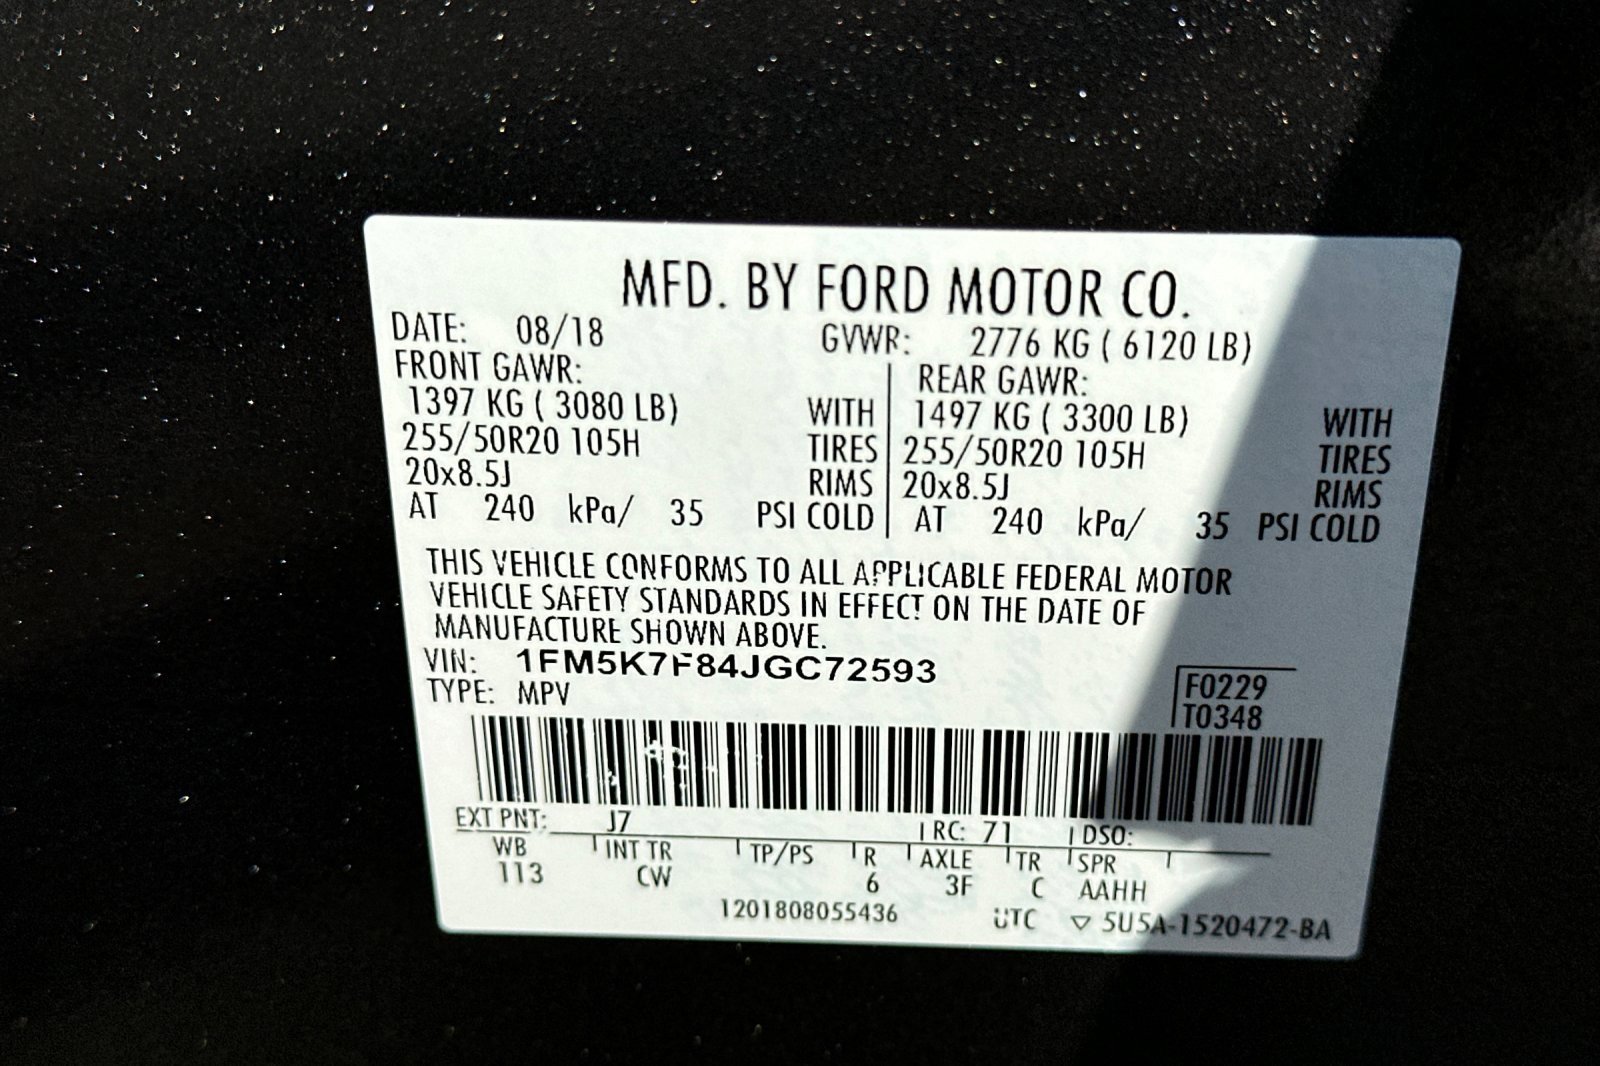 MFD. BY FORD MOTOR CO.
DATE: 08/18 GVWR: 2776 KG ( 6120 LB)
FRONT GAWR: REAR GAWR:
1397 KG ( 3080 LB) WITH 1497 KG ( 3300 LB) WITH
255/50R20 105H TIRES 255/50R20 105H TIRES
20x8.5J RIMS 20x8.5J RIMS
AT 240 kPa/ 35 PSI COLD AT 240 kPa/ 35 PSI COLD
THIS VEHICLE CONFORMS TO ALL APPLICABLE FEDERAL MOTOR
VEHICLE SAFETY STANDARDS IN EFFECT ON THE DATE OF
MANUFACTURE SHOWN ABOVE.
VIN: 1FM5K7F84JGC72593
TYPE: MPV
F0229
T0348
EXT PNT: J7 RC: 71 DSO:
WB INT TR TP/PS R AXLE TR SPR
113 CW 6 3F C AAHH
1201808055436 UTC ▽ 5U5A-1520472-BA